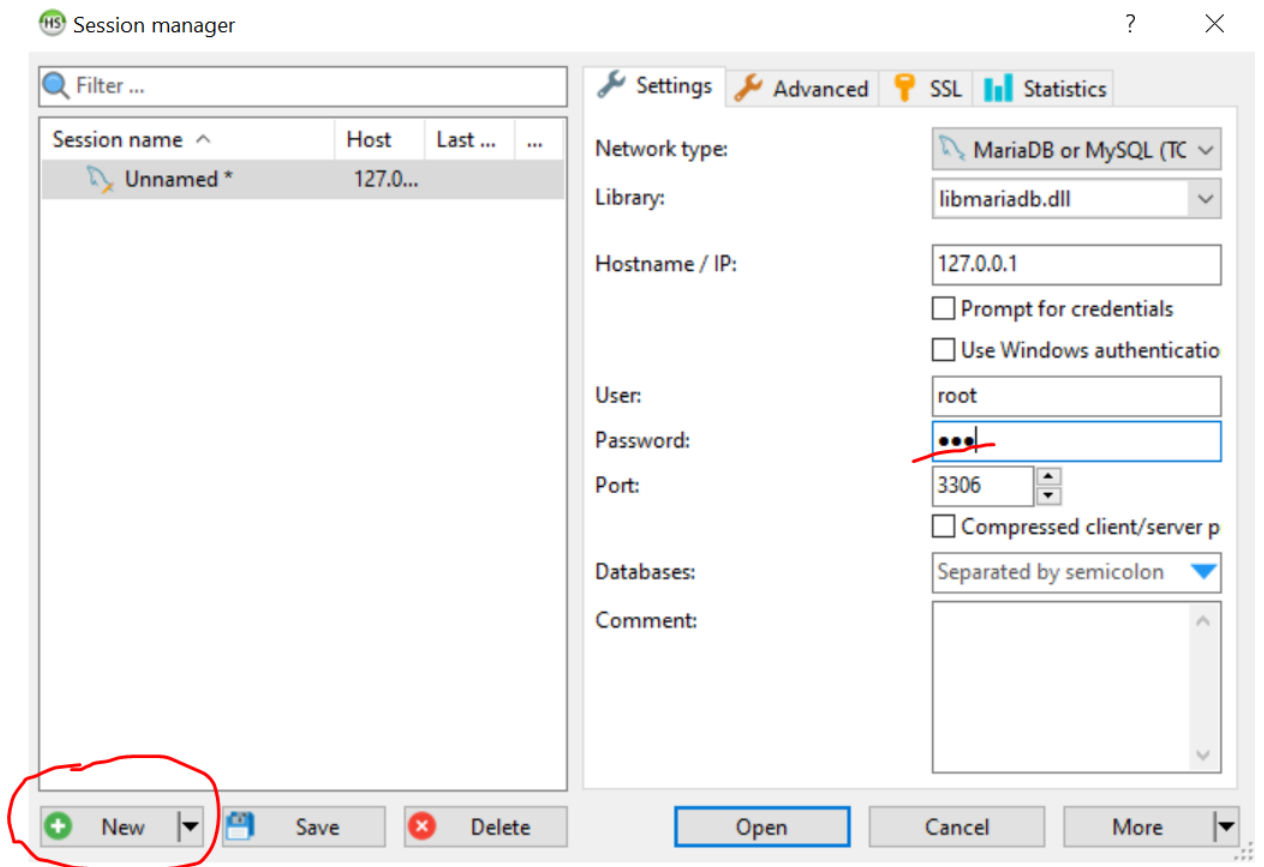 HS Session manager ?
Filter ...
Settings Advanced SSL Statistics
Session name Host Last ... ...
Unnamed * 127.0...
Network type: MariaDB or MySQL (TC
Library: libmariadb.dll
Hostname / IP: 127.0.0.1
Prompt for credentials
Use Windows authenticatio
User: root
Password: ●●●
Port: 3306
Compressed client/server p
Databases: Separated by semicolon
Comment:
New Save Delete Open Cancel More